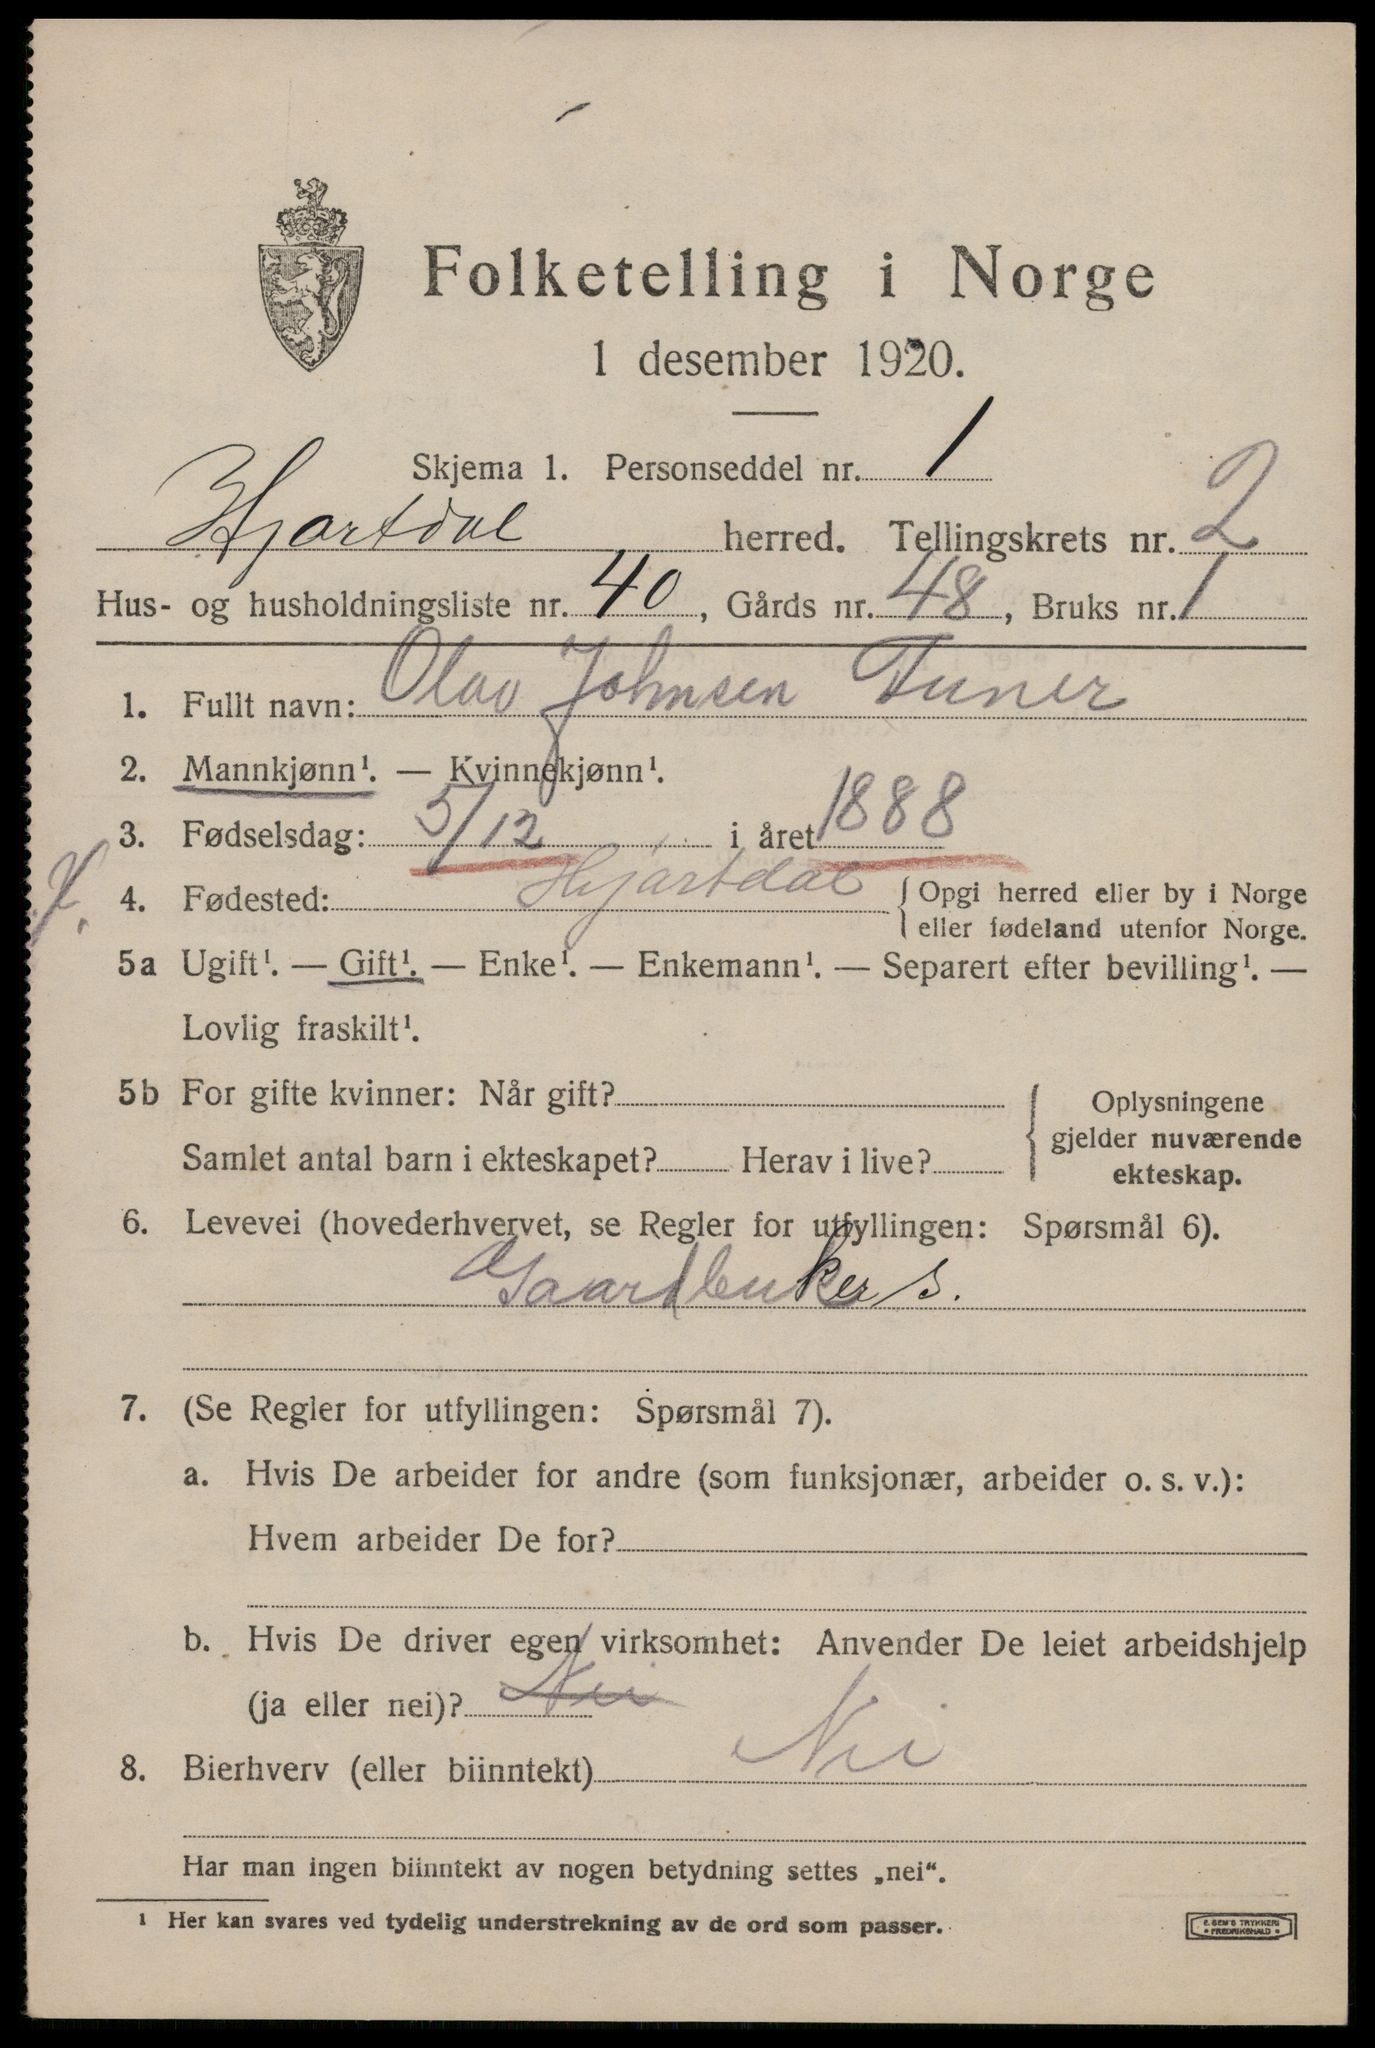 Folketelling i Norge
1 desember 1920.
Skjema 1. Personseddel nr. 1
Hjartdal herred. Tellingskrets nr. 2
Hus- og husholdningsliste nr. 40, Gårds nr. 48, Bruks nr. 1
1. Fullt navn: Olav Johnsen Tuner
2. Mannkjønn¹. — Kvinnekjønn¹.
3. Fødselsdag: 5/12 i året 1888
4. Fødested: Hjartdal { Opgi herred eller by i Norge
eller fødeland utenfor Norge.
5a Ugift¹. — Gift¹. — Enke¹. — Enkemann¹. — Separert efter bevilling¹. —
Lovlig fraskilt¹.
5b For gifte kvinner: Når gift?
Samlet antal barn i ekteskapet? Herav i live?
{ Oplysningene
gjelder nuværende
ekteskap.
6. Levevei (hovederhvervet, se Regler for utfyllingen: Spørsmål 6).
Gaardbruker s.
7. (Se Regler for utfyllingen: Spørsmål 7).
a. Hvis De arbeider for andre (som funksjonær, arbeider o. s. v.):
Hvem arbeider De for?
b. Hvis De driver egen virksomhet: Anvender De leiet arbeidshjelp
(ja eller nei)? Nei
8. Bierhverv (eller biinntekt) Nei
Har man ingen biinntekt av nogen betydning settes „nei“.
¹ Her kan svares ved tydelig understrekning av de ord som passer.
E. SEM'S TRYKKERI
FREDRIKSHALD